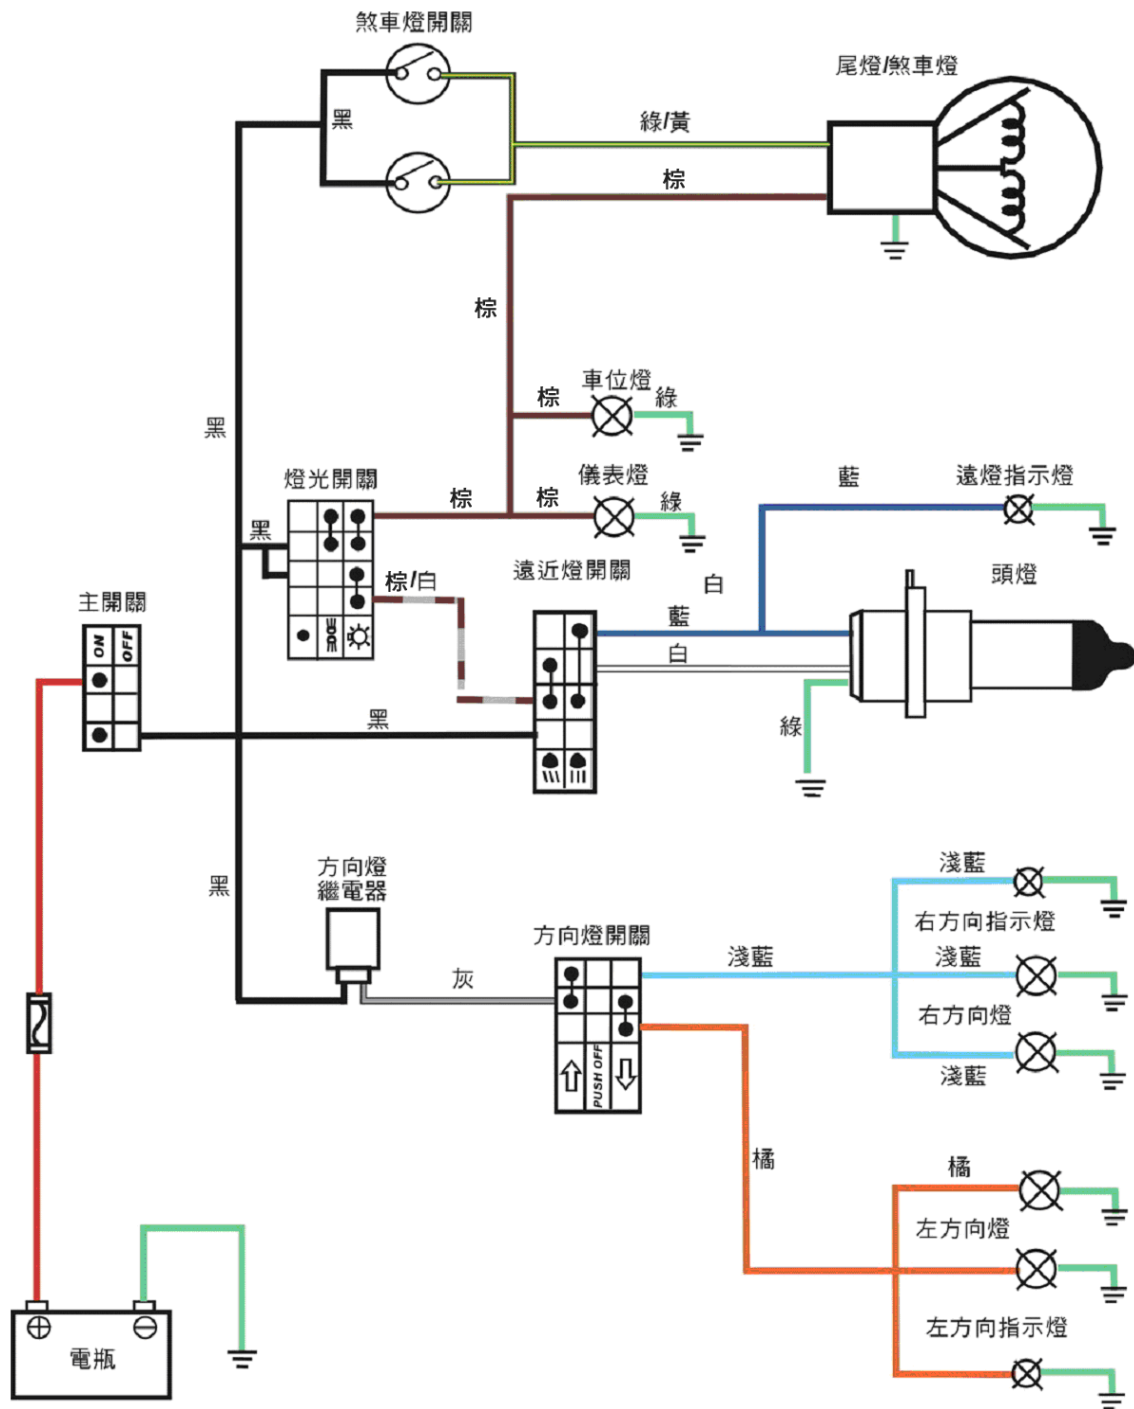 煞車燈開關
尾燈/煞車燈
黑
綠/黃
棕
棕
車位燈
棕
綠
黑
燈光開關
儀表燈
藍
遠燈指示燈
棕
棕
綠
黑
遠近燈開關
頭燈
棕/白
白
主開關
藍
ON
OFF
白
黑
綠
方向燈
繼電器
黑
淺藍
右方向指示燈
方向燈開關
淺藍
淺藍
灰
右方向燈
PUSH OFF
淺藍
橘
橘
左方向燈
左方向指示燈
電瓶